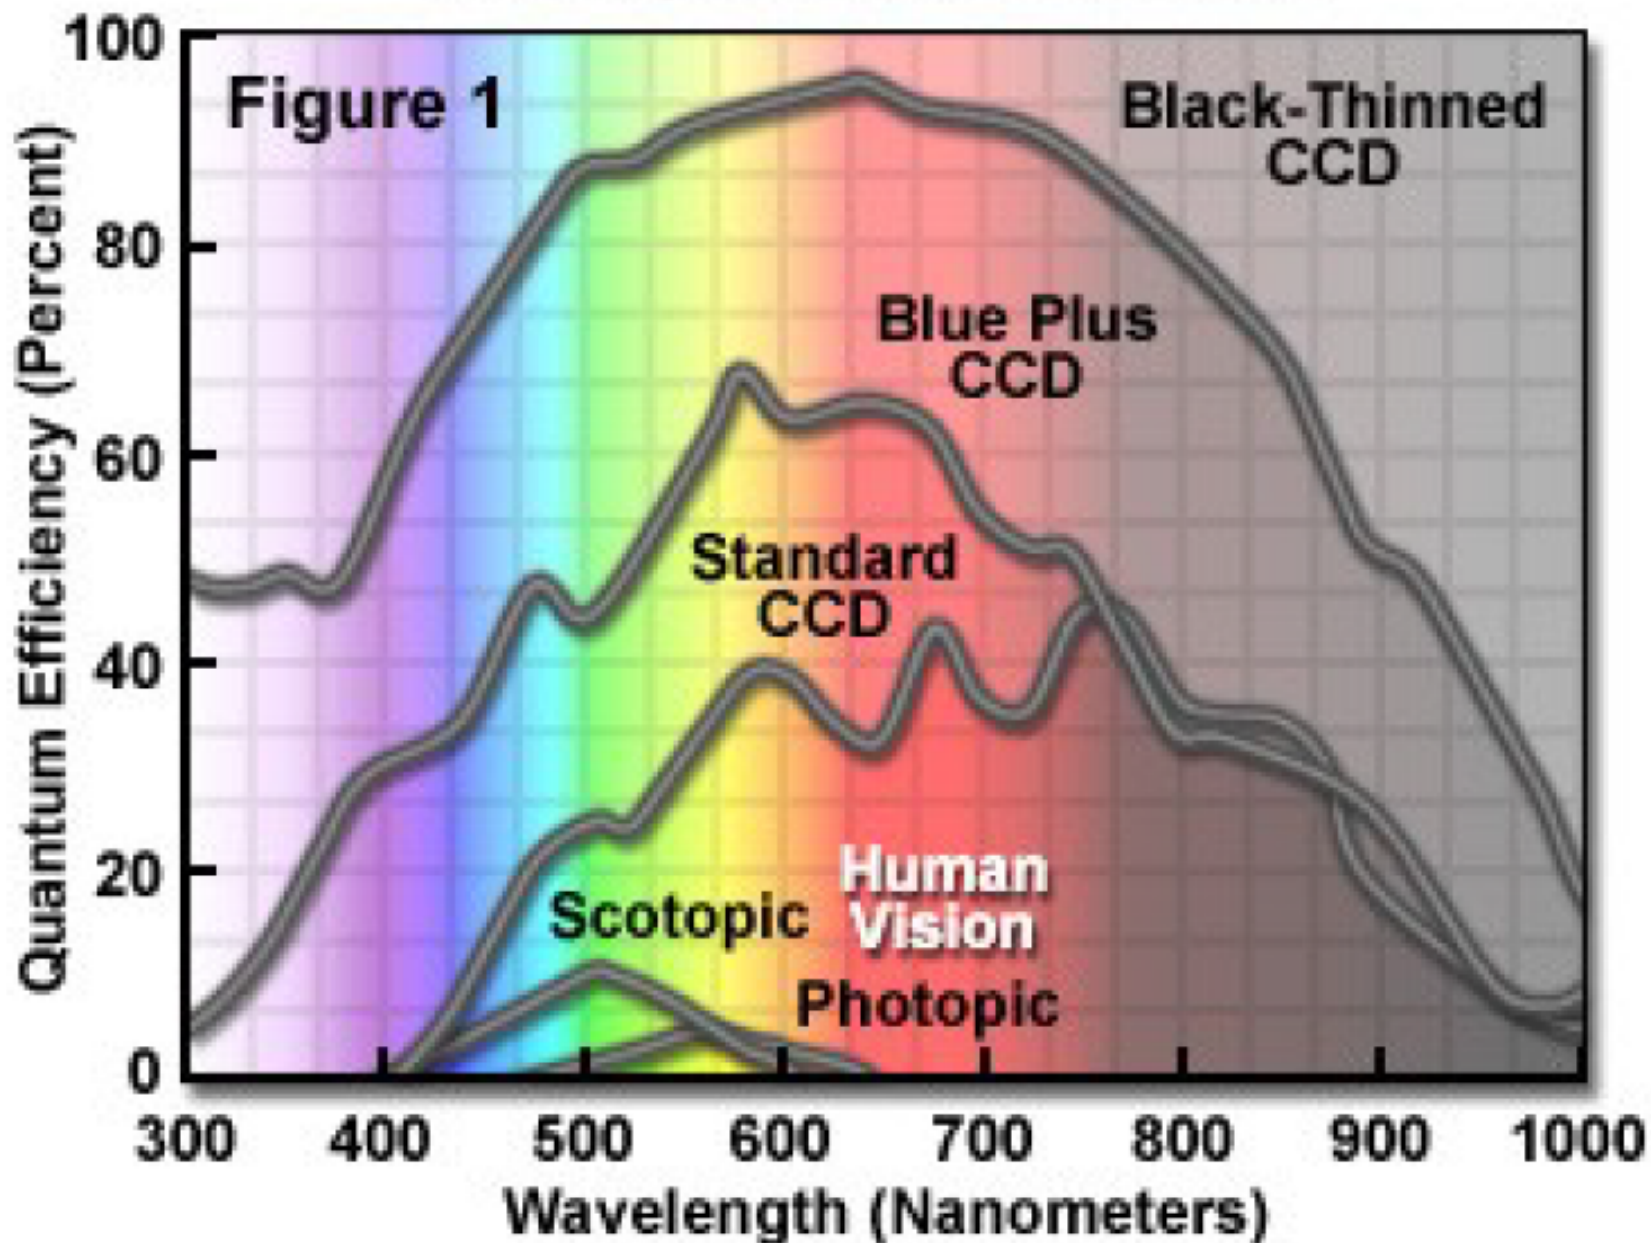 Figure 1
Quantum Efficiency (Percent)
100
80
60
40
20
0
Black-Thinned
CCD
Blue Plus
CCD
Standard
CCD
Human
Vision
Scotopic
Photopic
300 400 500 600 700 800 900 1000
Wavelength (Nanometers)